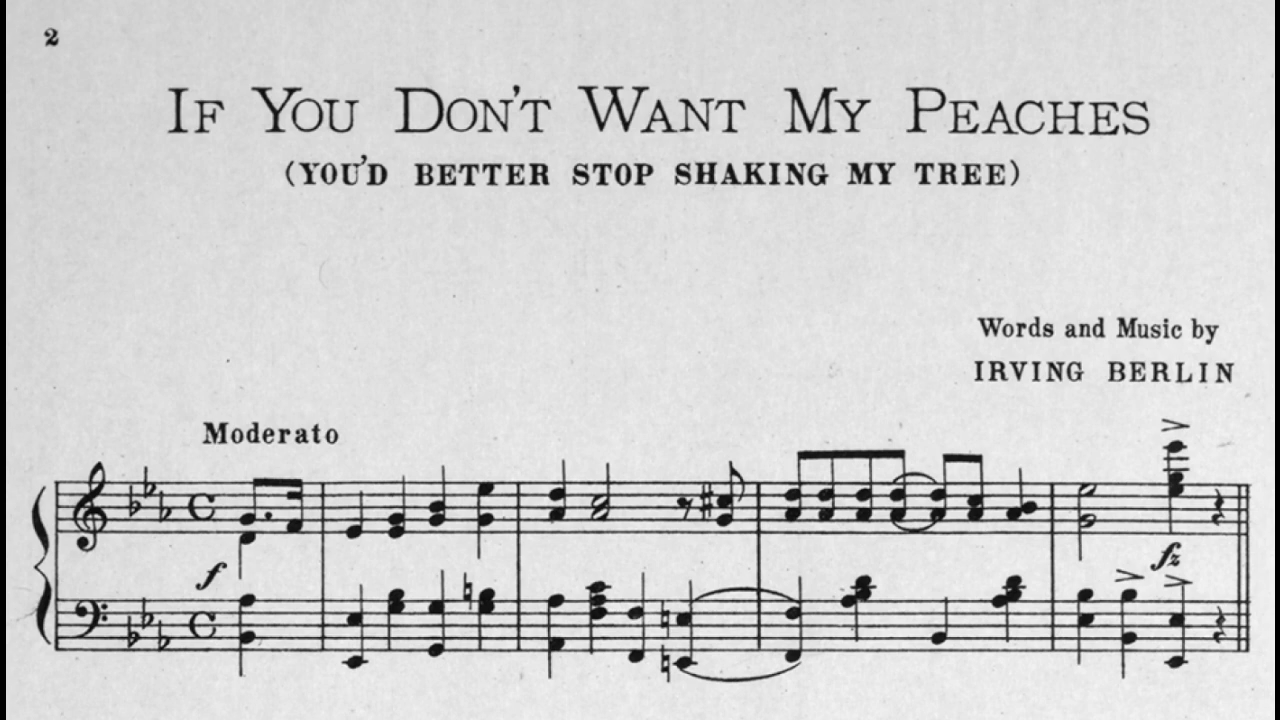 2
If You Don't Want My Peaches
(YOU'D BETTER STOP SHAKING MY TREE)
Words and Music by
IRVING BERLIN
Moderato
f
fz